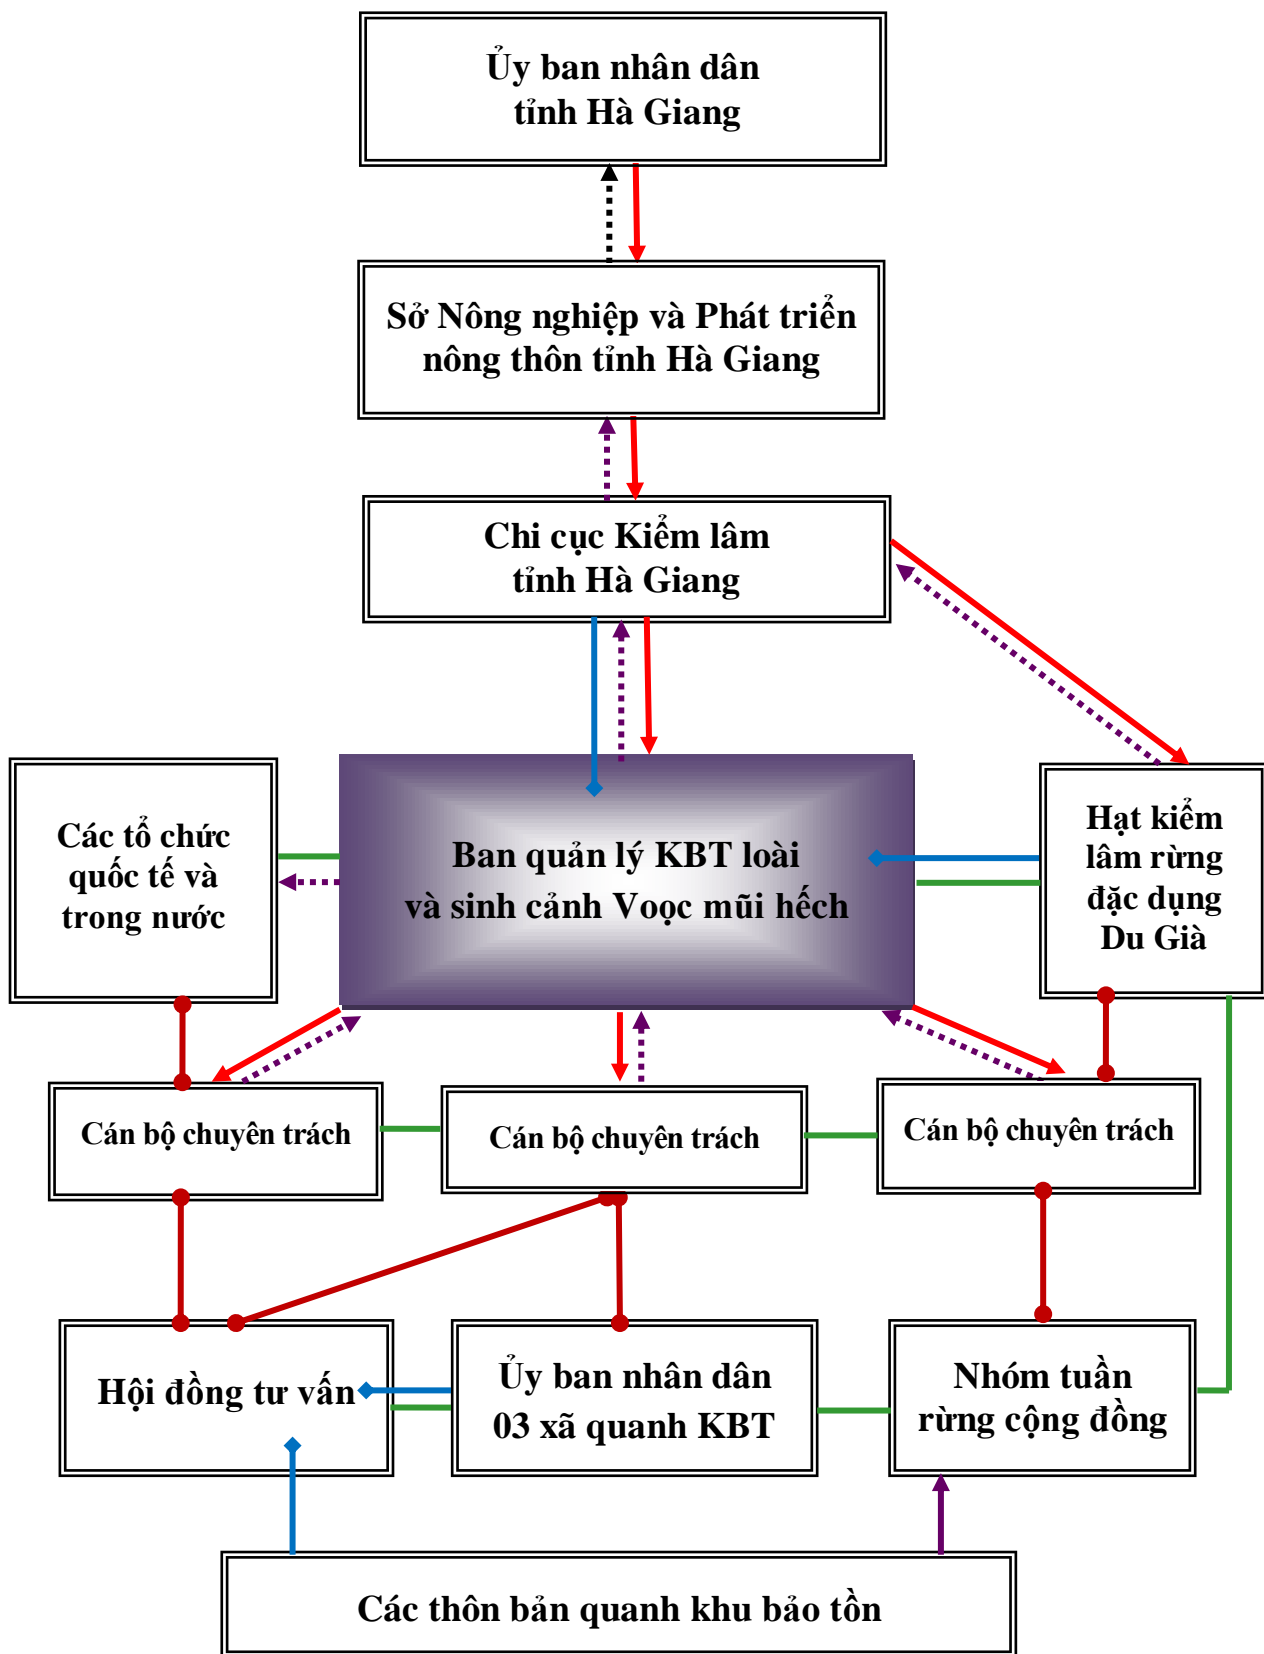 Ủy ban nhân dân
tỉnh Hà Giang
Sở Nông nghiệp và Phát triển
nông thôn tỉnh Hà Giang
Chi cục Kiểm lâm
tỉnh Hà Giang
Các tổ chức
quốc tế và
trong nước
Ban quản lý KBT loài
và sinh cảnh Voọc mũi hếch
Hạt kiểm
lâm rừng
đặc dụng
Du Già
Cán bộ chuyên trách
Cán bộ chuyên trách
Cán bộ chuyên trách
Hội đồng tư vấn
Ủy ban nhân dân
03 xã quanh KBT
Nhóm tuần
rừng cộng đồng
Các thôn bản quanh khu bảo tồn